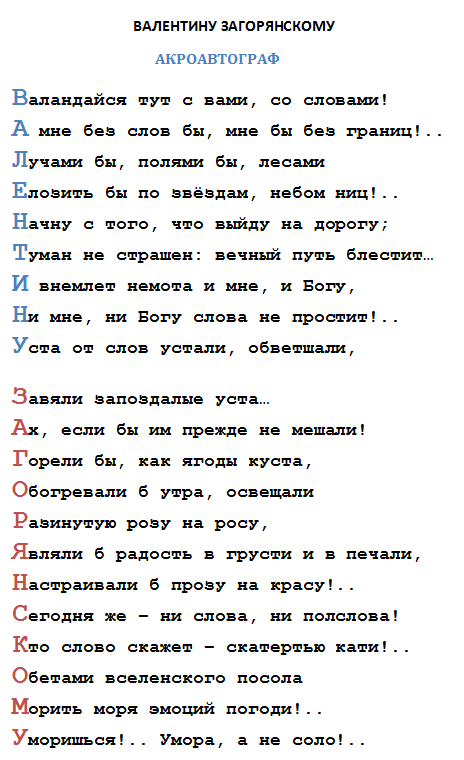 ВАЛЕНТИНУ ЗАГОРЯНСКОМУ
АКРОАВТОГРАФ
Валандайся тут с вами, со словами!
А мне без слов бы, мне бы без границ!..
Лучами бы, полями бы, лесами
Елозить бы по звёздам, небом ниц!..
Начну с того, что выйду на дорогу;
Туман не страшен: вечный путь блестит…
И внемлет немота и мне, и Богу,
Ни мне, ни Богу слова не простит!..
Уста от слов устали, обветшали,
Завяли запоздалые уста…
Ах, если бы им прежде не мешали!
Горели бы, как ягоды куста,
Обогревали б утра, освещали
Разинутую розу на росу,
Являли б радость в грусти и в печали,
Настраивали б прозу на красу!..
Сегодня же – ни слова, ни полслова!
Кто слово скажет – скатертью кати!..
Обетами вселенского посола
Морить моря эмоций погоди!..
Уморишься!.. Умора, а не соло!..